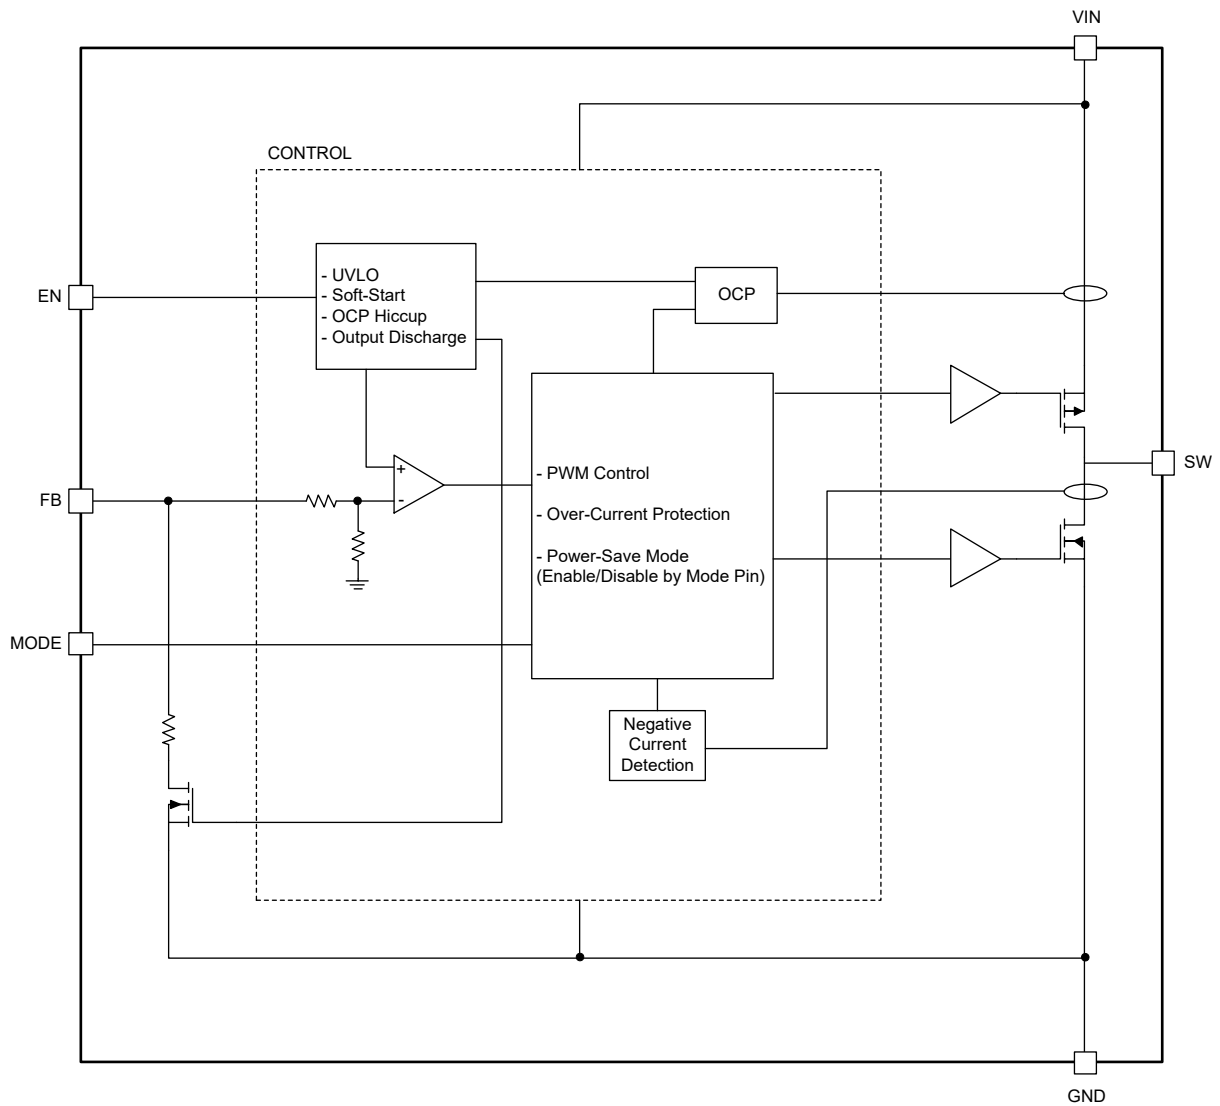 VIN
CONTROL
- UVLO
- Soft-Start
- OCP Hiccup
- Output Discharge
OCP
EN
- PWM Control
- Over-Current Protection
- Power-Save Mode
(Enable/Disable by Mode Pin)
SW
+
-
FB
MODE
Negative
Current
Detection
GND